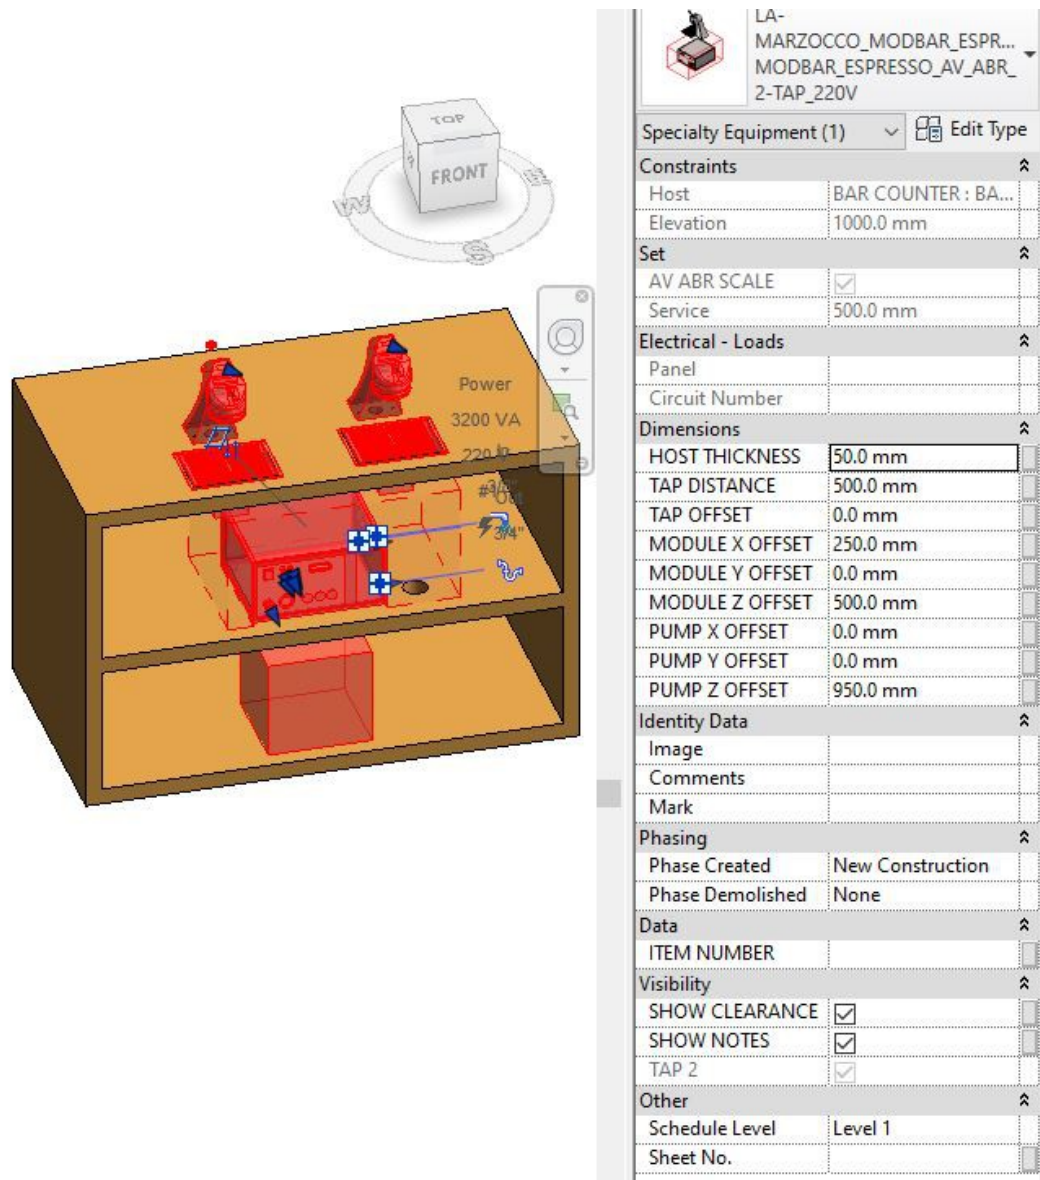 TOP
FRONT
W
E
S
Power
3200 VA
LA-
MARZOCCO_MODBAR_ESPR...
MODBAR_ESPRESSO_AV_ABR_
2-TAP_220V
Specialty Equipment (1)
Edit Type
Constraints
Host BAR COUNTER : BA...
Elevation 1000.0 mm
Set
AV ABR SCALE
Service 500.0 mm
Electrical - Loads
Panel
Circuit Number
Dimensions
HOST THICKNESS 50.0 mm
TAP DISTANCE 500.0 mm
TAP OFFSET 0.0 mm
MODULE X OFFSET 250.0 mm
MODULE Y OFFSET 0.0 mm
MODULE Z OFFSET 500.0 mm
PUMP X OFFSET 0.0 mm
PUMP Y OFFSET 0.0 mm
PUMP Z OFFSET 950.0 mm
Identity Data
Image
Comments
Mark
Phasing
Phase Created New Construction
Phase Demolished None
Data
ITEM NUMBER
Visibility
SHOW CLEARANCE
SHOW NOTES
TAP 2
Other
Schedule Level Level 1
Sheet No.